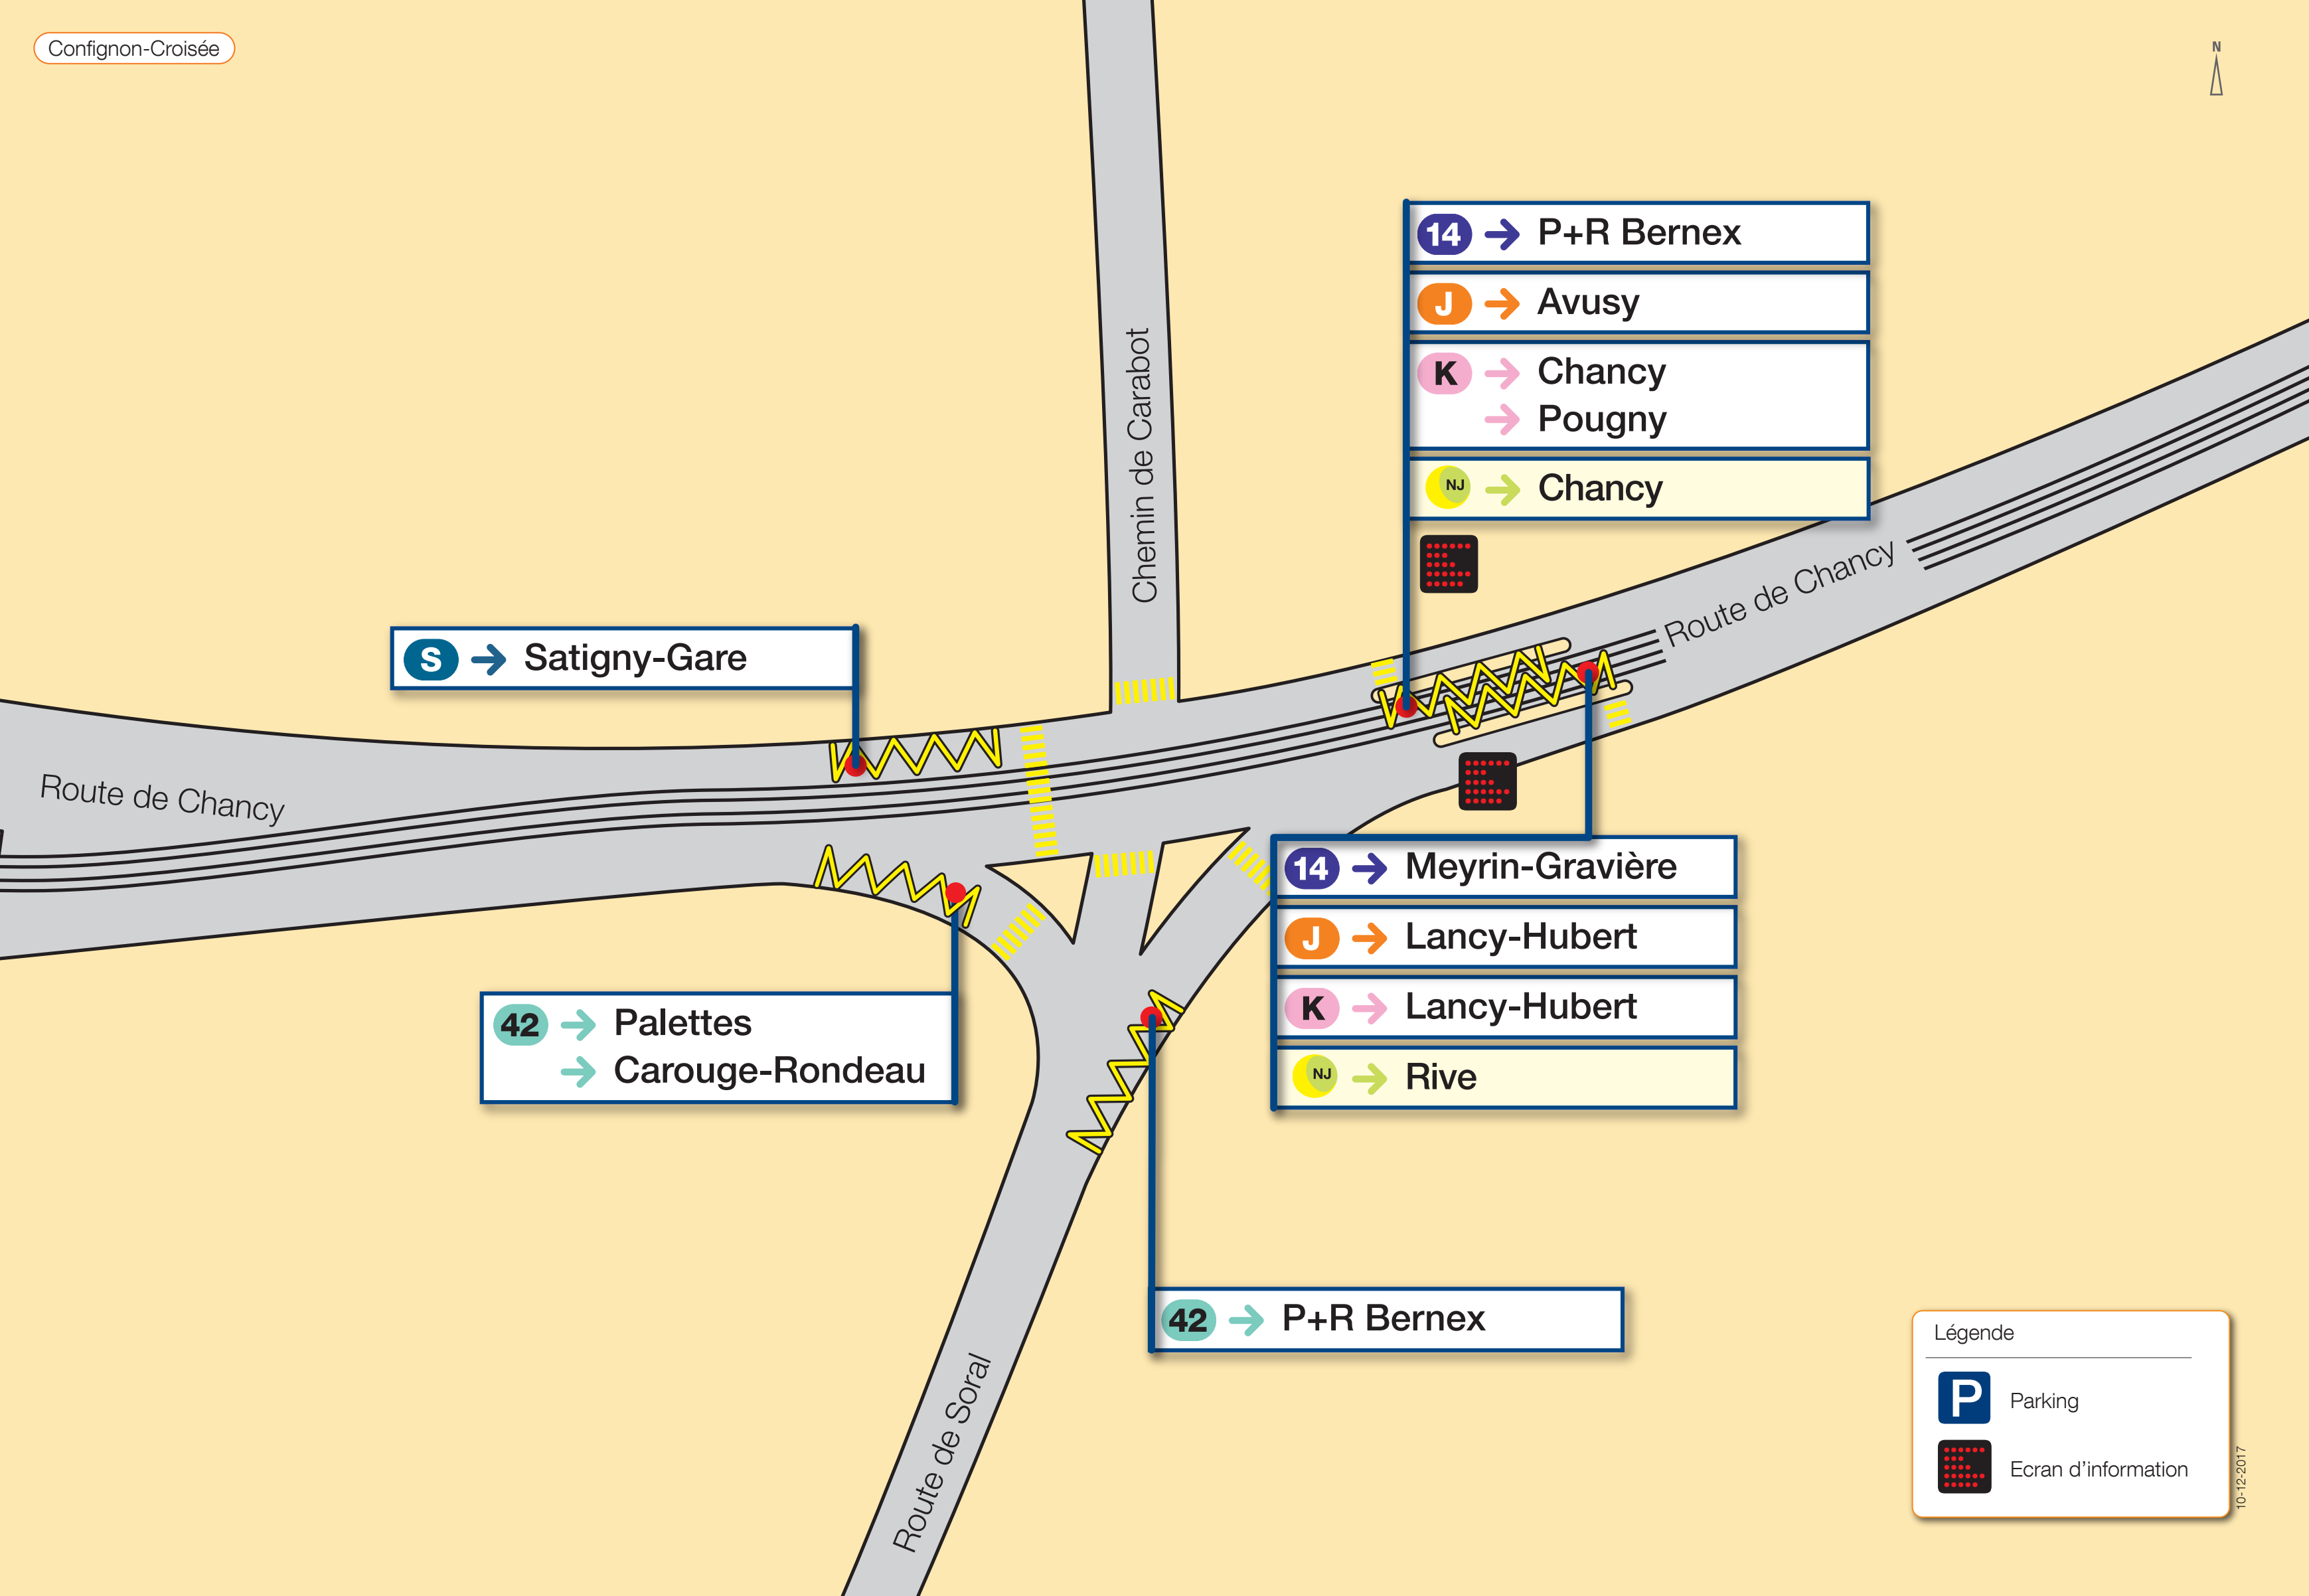 Confignon-Croisée
N
14 → P+R Bernex
J → Avusy
K → Chancy
→ Pougny
NJ → Chancy
Chemin de Carabot
Route de Chancy
S → Satigny-Gare
Route de Chancy
14 → Meyrin-Gravière
J → Lancy-Hubert
K → Lancy-Hubert
NJ → Rive
42 → Palettes
→ Carouge-Rondeau
42 → P+R Bernex
Route de Soral
Légende
P Parking
Ecran d’information
10-12-2017